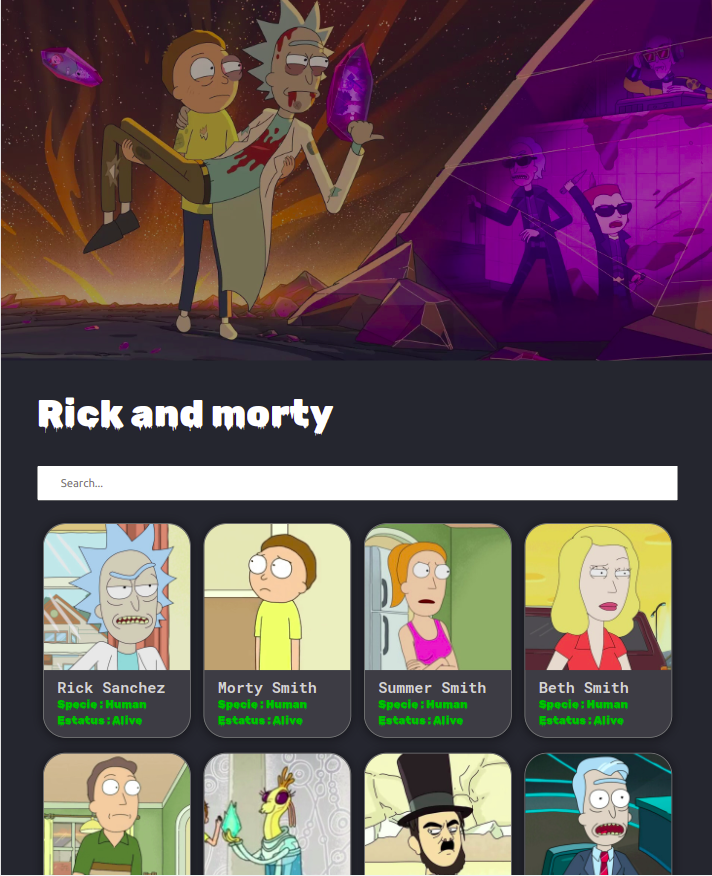 Rick and morty
Search...
Rick Sanchez
Specie : Human
Estatus : Alive
Morty Smith
Specie : Human
Estatus : Alive
Summer Smith
Specie : Human
Estatus : Alive
Beth Smith
Specie : Human
Estatus : Alive